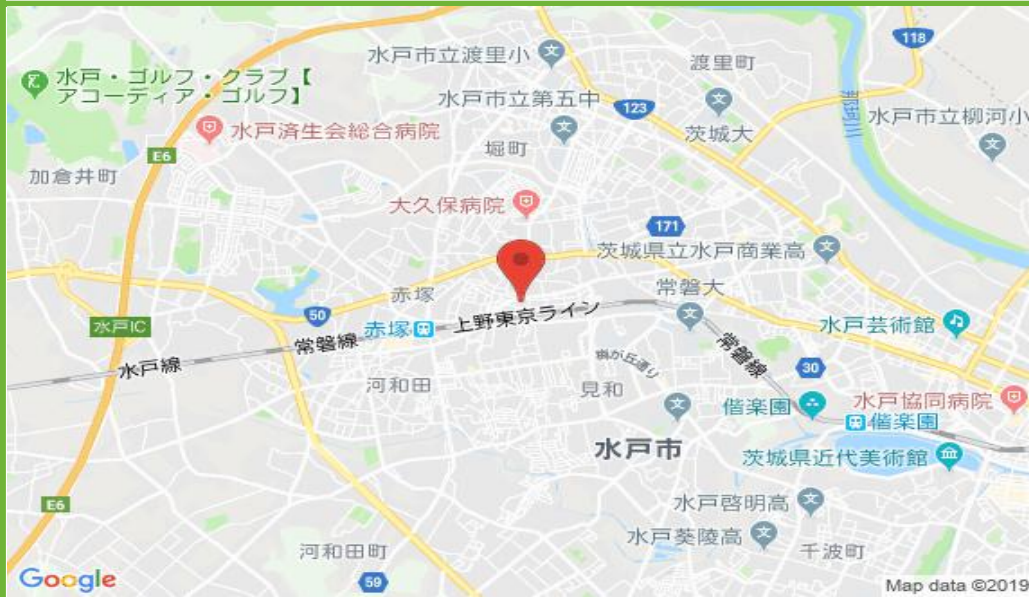 118
水戸市立渡里小
渡里町
水戸・ゴルフ・クラブ【
アコーディア・ゴルフ】
水戸市立第五中
123
那珂川
水戸市立柳河小
水戸済生会総合病院
茨城大
堀町
E6
加倉井町
大久保病院
171
茨城県立水戸商業高
赤塚
常磐大
50
水戸IC
赤塚
上野東京ライン
水戸芸術館
常磐線
水戸線
常磐線
30
河和田
見和
偕楽園
水戸協同病院
偕楽園
水戸市
茨城県近代美術館
E6
水戸啓明高
水戸葵陵高
千波町
河和田町
59
Google
Map data ©2019